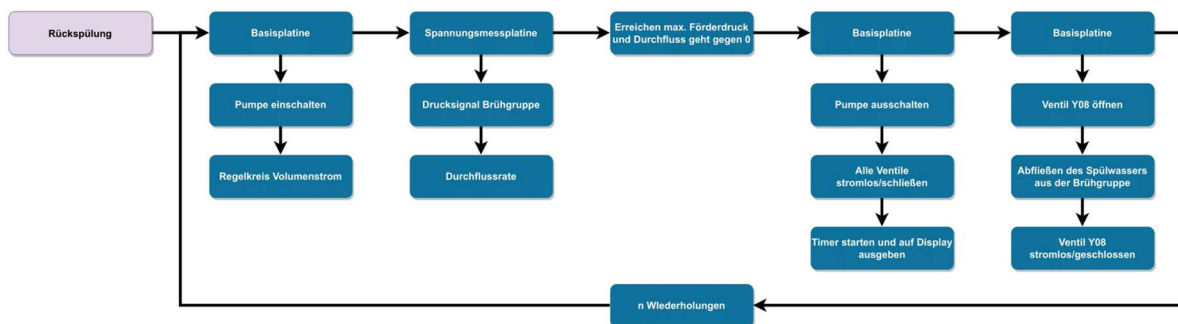 Rückspülung
Basisplatine
Spannungsmessplatine
Erreichen max. Förderdruck
und Durchfluss geht gegen 0
Basisplatine
Basisplatine
Pumpe einschalten
Drucksignal Brühgruppe
Pumpe ausschalten
Ventil Y08 öffnen
Regelkreis Volumenstrom
Durchflussrate
Alle Ventile
stromlos/schließen
Abfließen des Spülwassers
aus der Brühgruppe
Timer starten und auf Display
ausgeben
Ventil Y08
stromlos/geschlossen
n WIederholungen